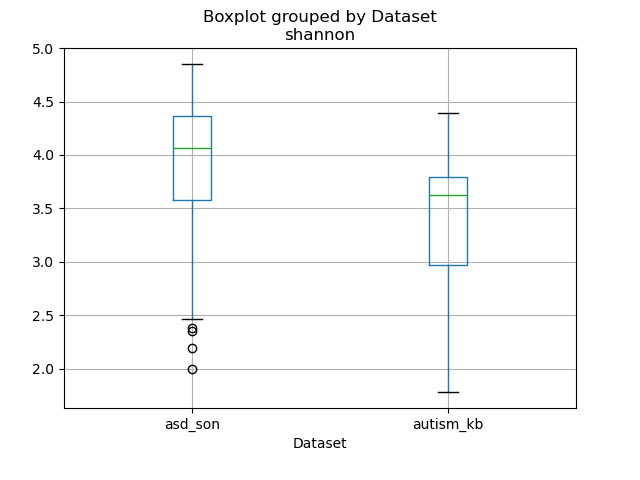 Boxplot grouped by Dataset
shannon
5.0
4.5
4.0
3.5
3.0
2.5
2.0
asd_son autism_kb
Dataset